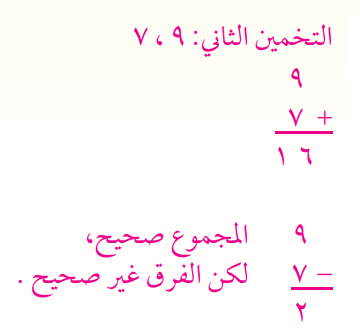 التخمين الثاني: ٩ ، ٧
٩
٧ +
١٦
٩ المجموع صحيح،
٧ − لكن الفرق غير صحيح .
٢